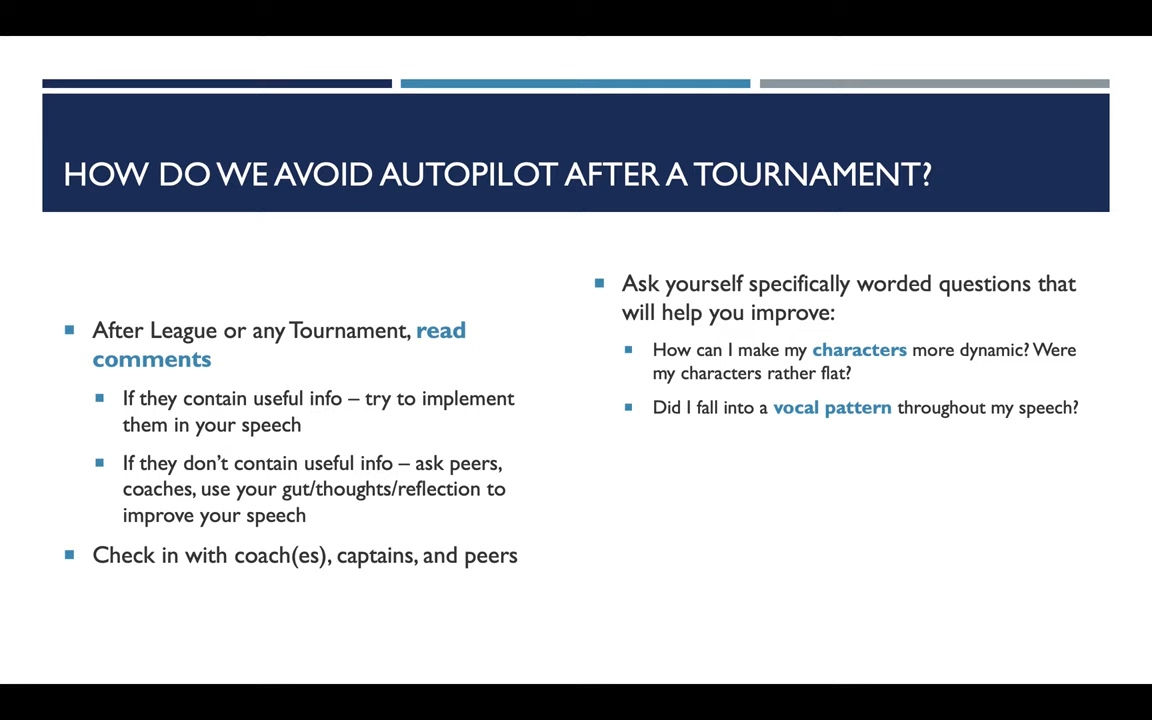 HOW DO WE AVOID AUTOPILOT AFTER A TOURNAMENT?
After League or any Tournament, read
comments
If they contain useful info – try to implement
them in your speech
If they don't contain useful info – ask peers,
coaches, use your gut/thoughts/reflection to
improve your speech
Check in with coach(es), captains, and peers
Ask yourself specifically worded questions that
will help you improve:
How can I make my characters more dynamic? Were
my characters rather flat?
Did I fall into a vocal pattern throughout my speech?